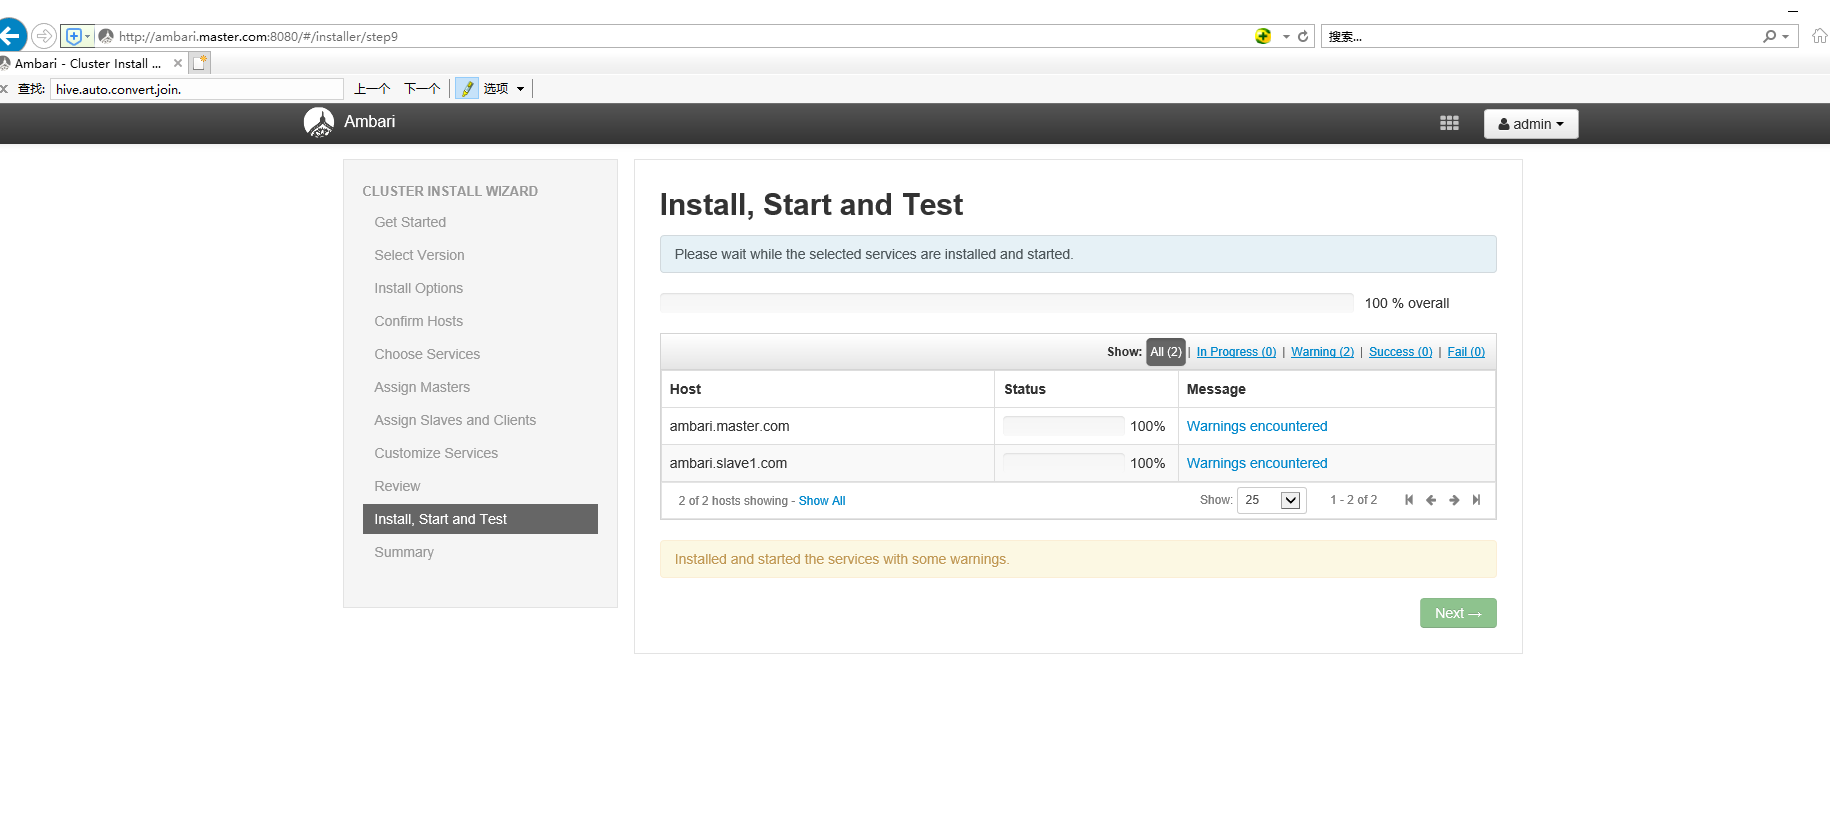 http://ambari.master.com:8080/#/installer/step9
搜索...
Ambari - Cluster Install ...
查找: hive.auto.convert.join. 上一个 下一个 选项
Ambari
admin
CLUSTER INSTALL WIZARD
Get Started
Select Version
Install Options
Confirm Hosts
Choose Services
Assign Masters
Assign Slaves and Clients
Customize Services
Review
Install, Start and Test
Summary
Install, Start and Test
Please wait while the selected services are installed and started.
100 % overall
Show: All (2) | In Progress (0) | Warning (2) | Success (0) | Fail (0)
Host Status Message
ambari.master.com 100% Warnings encountered
ambari.slave1.com 100% Warnings encountered
2 of 2 hosts showing - Show All Show: 25 1 - 2 of 2
Installed and started the services with some warnings.
Next →